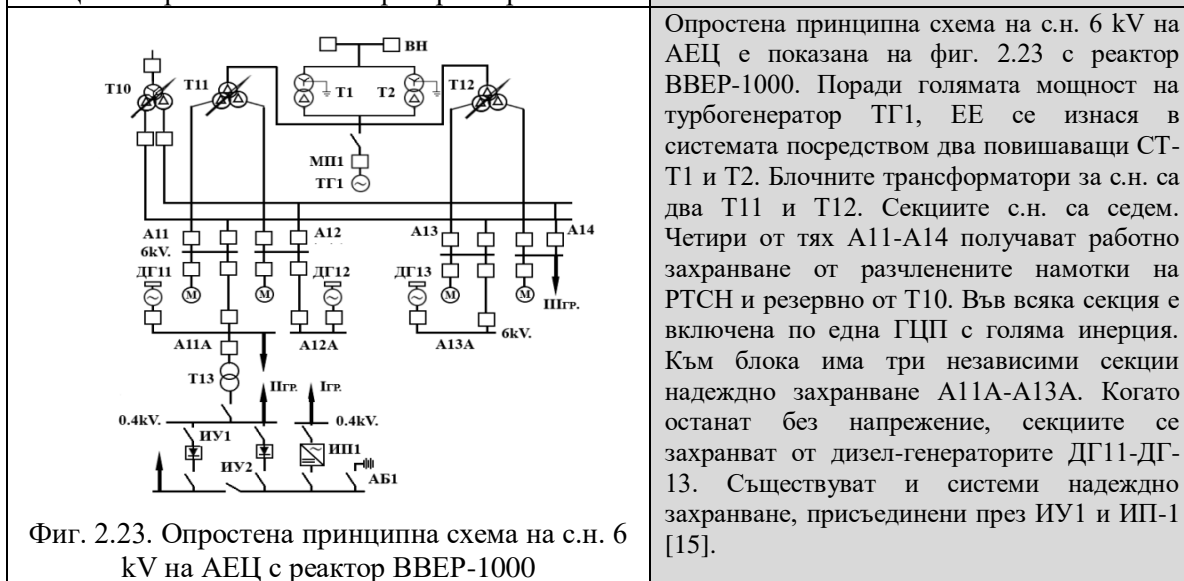 ВН
Т10
Т11
Т1
Т2
Т12
МП1
ТГ1
А11
А12
А13
А14
6kV.
ДГ11
ДГ12
ДГ13
М
М
М
М
IIIгр.
6kV.
А11А
А12А
А13А
Т13
IIгр.
Iгр.
0.4kV.
0.4kV.
ИУ1
ИУ2
ИП1
АБ1
Фиг. 2.23. Опростена принципна схема на с.н. 6
kV на АЕЦ с реактор ВВЕР-1000
Опростена принципна схема на с.н. 6 kV на
АЕЦ е показана на фиг. 2.23 с реактор
ВВЕР-1000. Поради голямата мощност на
турбогенератор ТГ1, ЕЕ се изнася в
системата посредством два повишаващи СТ-
Т1 и Т2. Блочните трансформатори за с.н. са
два Т11 и Т12. Секциите с.н. са седем.
Четири от тях А11-А14 получават работно
захранване от разчленените намотки на
РТСН и резервно от Т10. Във всяка секция е
включена по една ГЦП с голяма инерция.
Към блока има три независими секции
надеждно захранване А11А-А13А. Когато
останат без напрежение, секциите се
захранват от дизел-генераторите ДГ11-ДГ-
13. Съществуват и системи надеждно
захранване, присъединени през ИУ1 и ИП-1
[15].